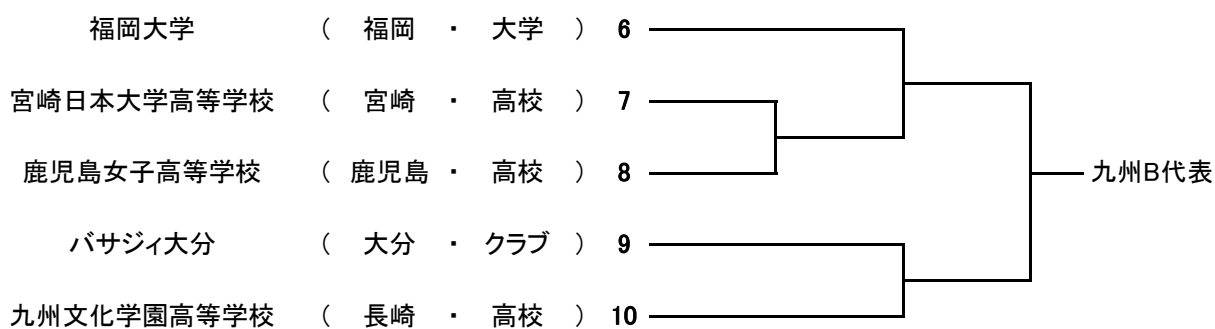 福岡大学 ( 福岡 ・ 大学 ) 6
宮崎日本大学高等学校 ( 宮崎 ・ 高校 ) 7
鹿児島女子高等学校 ( 鹿児島 ・ 高校 ) 8
九州B代表
バサジィ大分 ( 大分 ・ クラブ ) 9
九州文化学園高等学校 ( 長崎 ・ 高校 ) 10